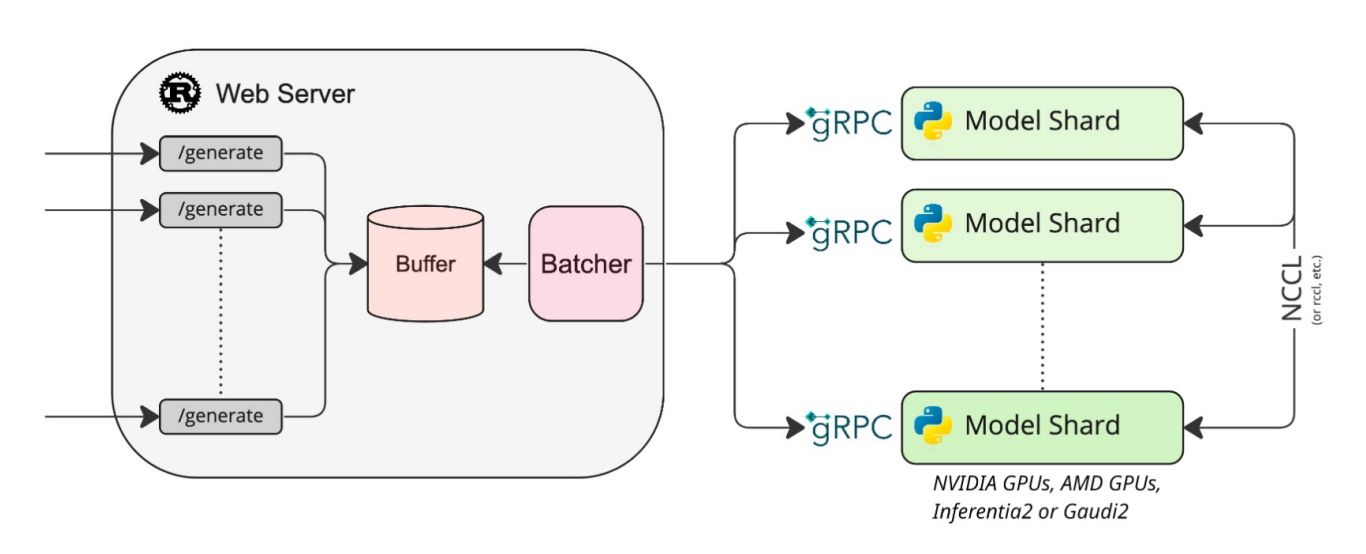 Web Server
/generate
/generate
/generate
Buffer
Batcher
gRPC
Model Shard
gRPC
Model Shard
gRPC
Model Shard
NCCL
(or rccl, etc.)
NVIDIA GPUs, AMD GPUs,
Inferentia2 or Gaudi2